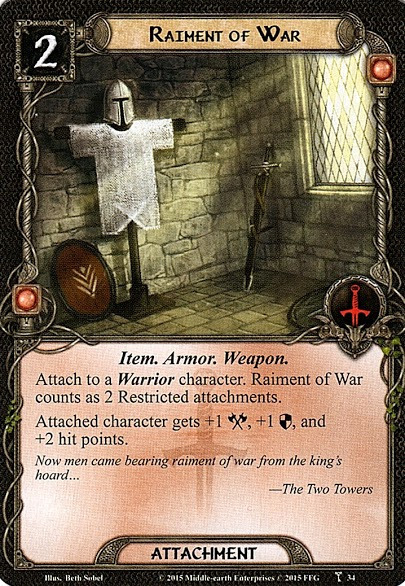 2
RAIMENT OF WAR
Item. Armor. Weapon.
Attach to a Warrior character. Raiment of War
counts as 2 Restricted attachments.
Attached character gets +1 , +1 , and
+2 hit points.
Now men came bearing raiment of war from the king's
hoard…
—The Two Towers
ATTACHMENT
Illus. Beth Sobel © 2015 Middle-earth Enterprises © 2015 FFG 34